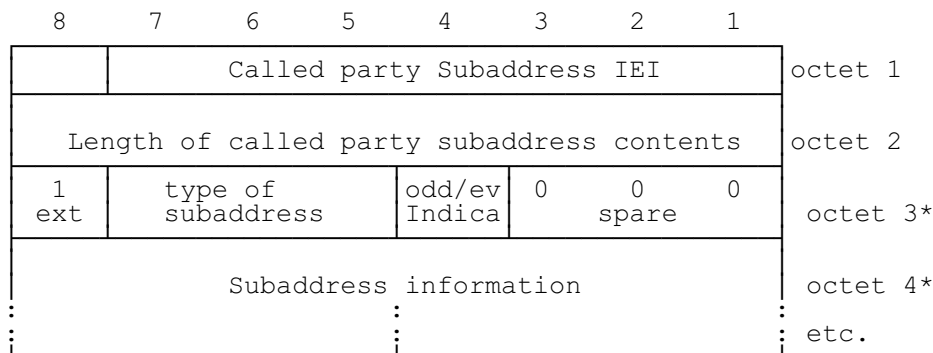 8 7 6 5 4 3 2 1
Called party Subaddress IEI octet 1
Length of called party subaddress contents octet 2
1 type of odd/ev 0 0 0
ext subaddress Indica spare octet 3*
Subaddress information octet 4*
: : : etc.